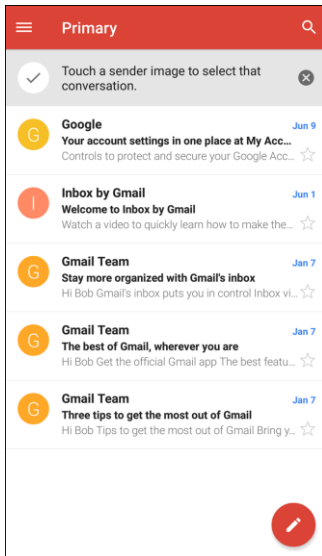 Primary
Touch a sender image to select that
conversation.
G
Google
Jun 9
Your account settings in one place at My Acc...
Controls to protect and secure your Google Acc...
I
Inbox by Gmail
Jun 1
Welcome to Inbox by Gmail
Watch a video to quickly learn how to make the...
G
Gmail Team
Jan 7
Stay more organized with Gmail's inbox
Hi Bob Gmail's inbox puts you in control Inbox vi...
G
Gmail Team
Jan 7
The best of Gmail, wherever you are
Hi Bob Get the official Gmail app The best featu...
G
Gmail Team
Jan 7
Three tips to get the most out of Gmail
Hi Bob Tips to get the most out of Gmail Bring y...